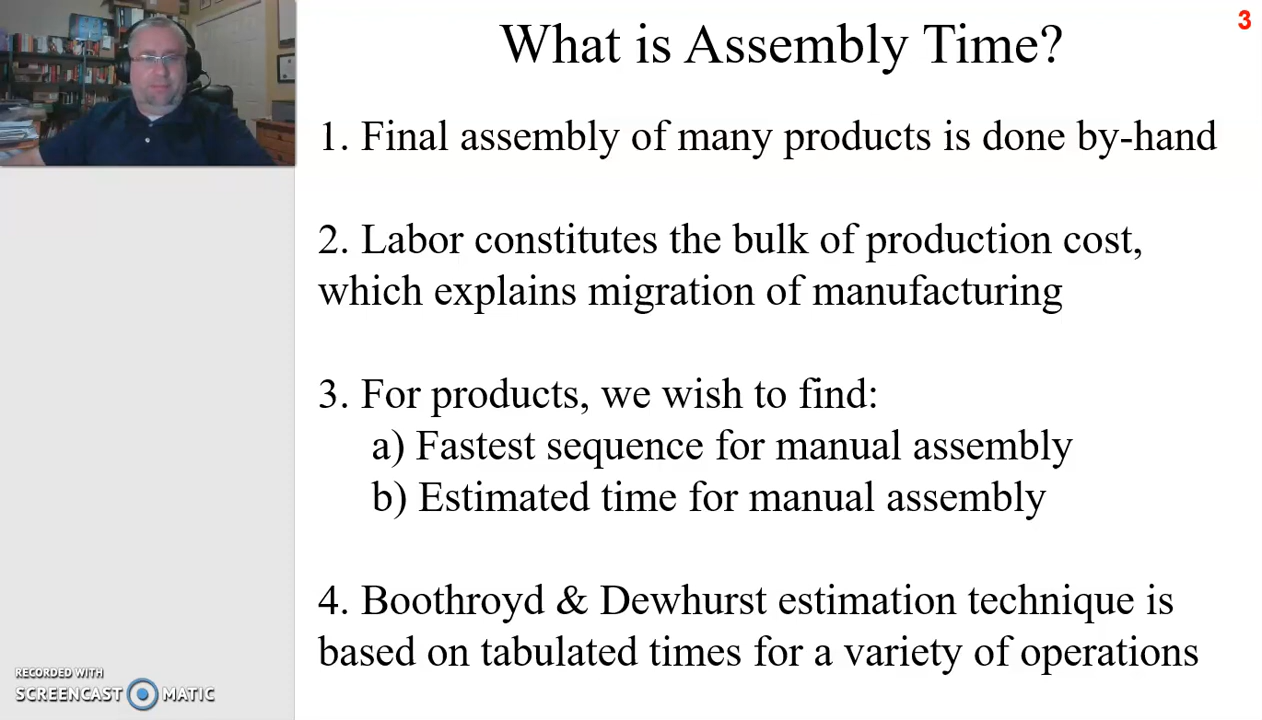 What is Assembly Time?
3
1. Final assembly of many products is done by-hand
2. Labor constitutes the bulk of production cost,
which explains migration of manufacturing
3. For products, we wish to find:
a) Fastest sequence for manual assembly
b) Estimated time for manual assembly
4. Boothroyd & Dewhurst estimation technique is
based on tabulated times for a variety of operations
RECORDED WITH
SCREENCAST MATIC